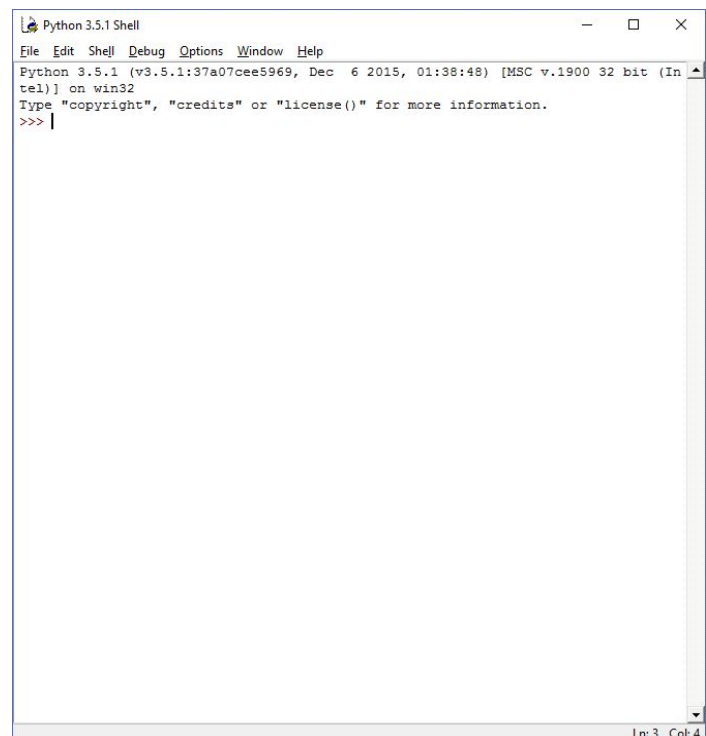 Python 3.5.1 Shell
File Edit Shell Debug Options Window Help
Python 3.5.1 (v3.5.1:37a07cee5969, Dec  6 2015, 01:38:48) [MSC v.1900 32 bit (In
tel)] on win32
Type "copyright", "credits" or "license()" for more information.
>>>
Ln: 3 Col: 4